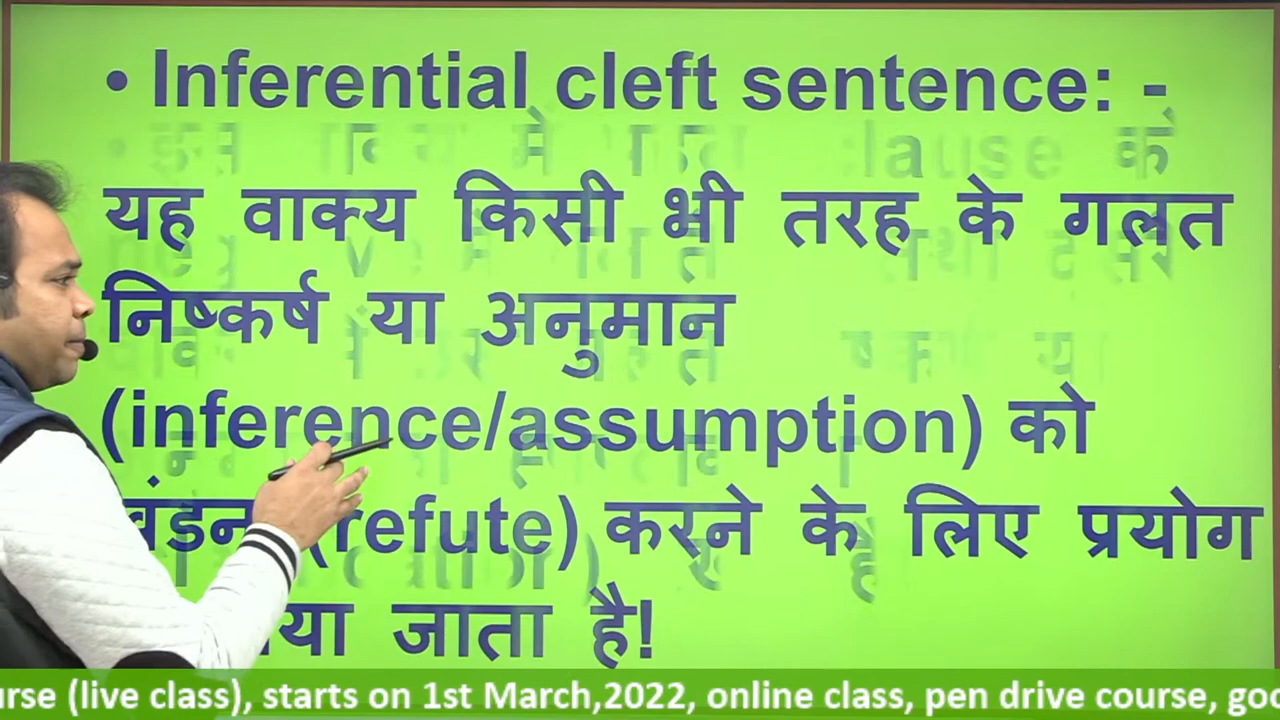 • Inferential cleft sentence: -
यह वाक्य किसी भी तरह के गलत
निष्कर्ष या अनुमान
(inference/assumption) को
(refute) करने के लिए प्रयोग
जाता है!
(live class), starts on 1st March,2022, online class, pen drive course,